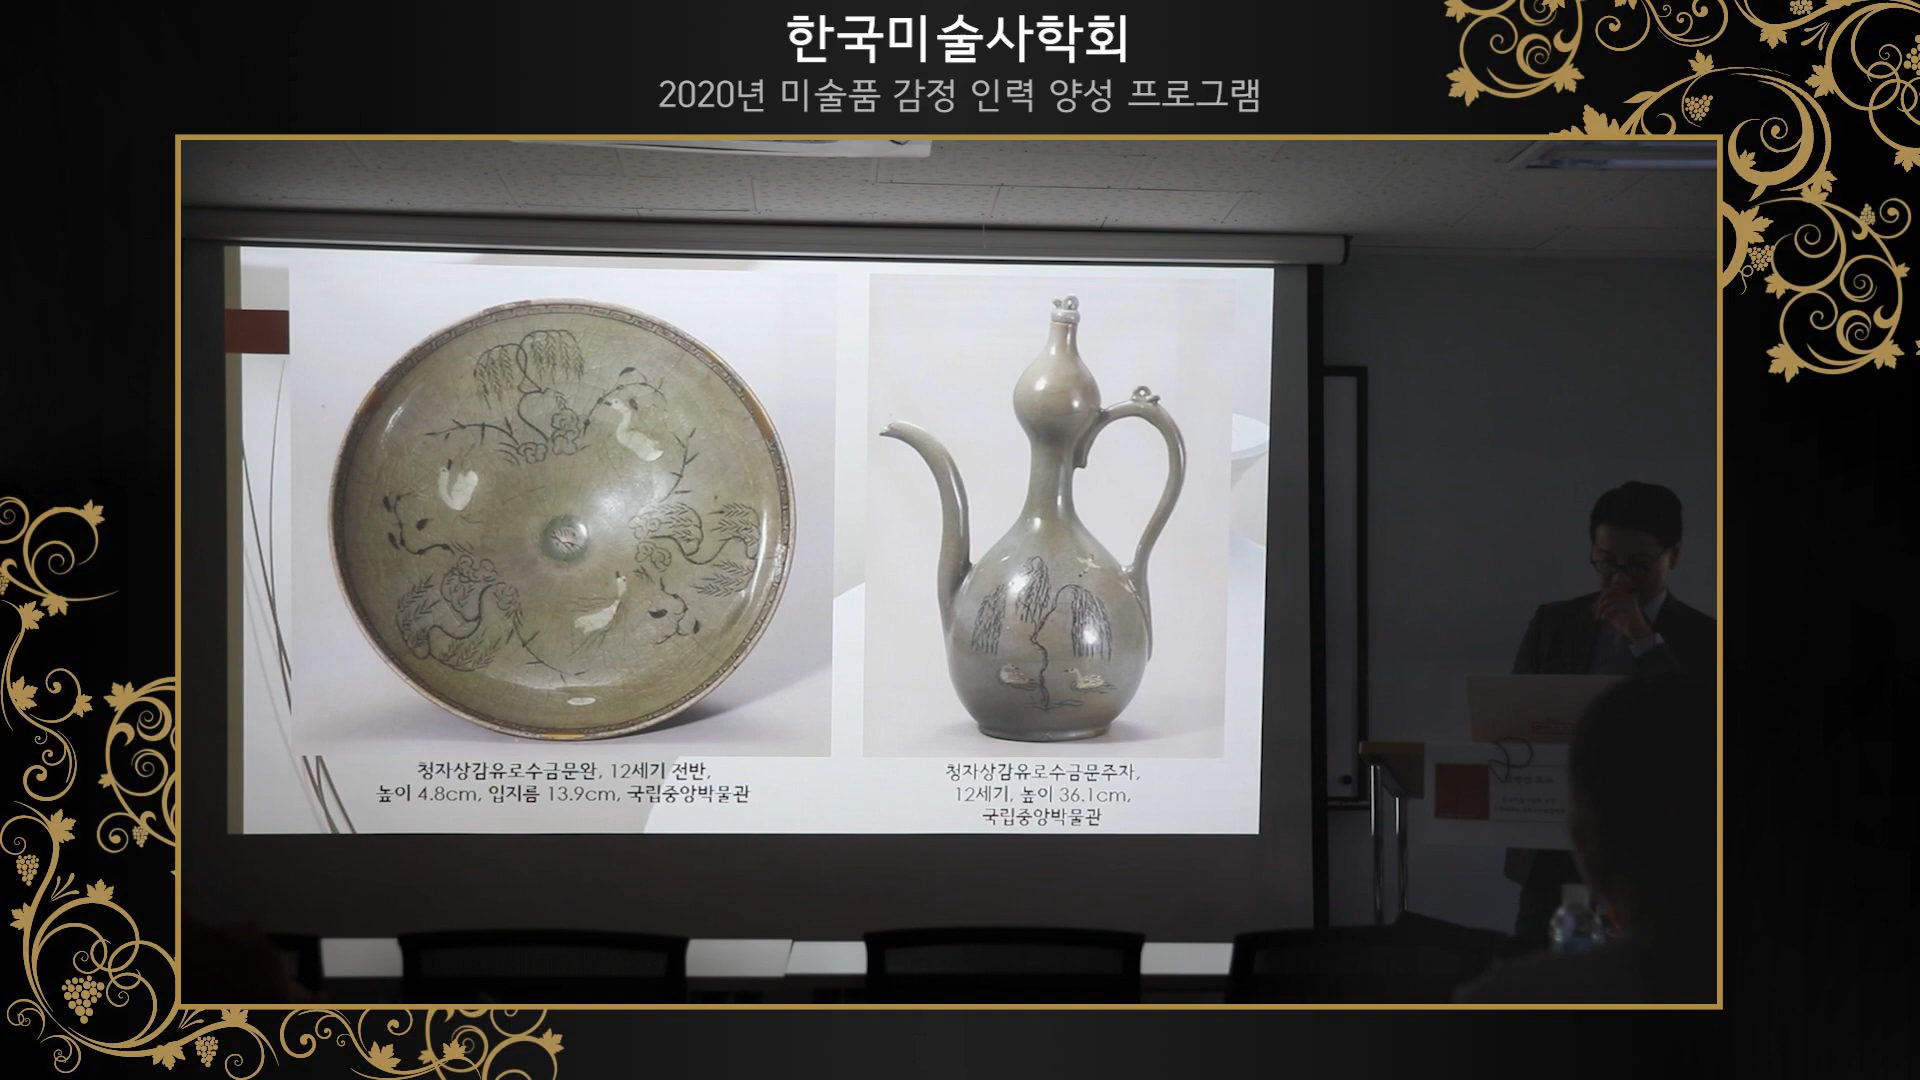 한국미술사학회
2020년 미술품 감정 인력 양성 프로그램
청자상감유로수금문완, 12세기 전반,
높이 4.8cm, 입지름 13.9cm, 국립중앙박물관
청자상감유로수금문주자,
12세기, 높이 36.1cm,
국립중앙박물관